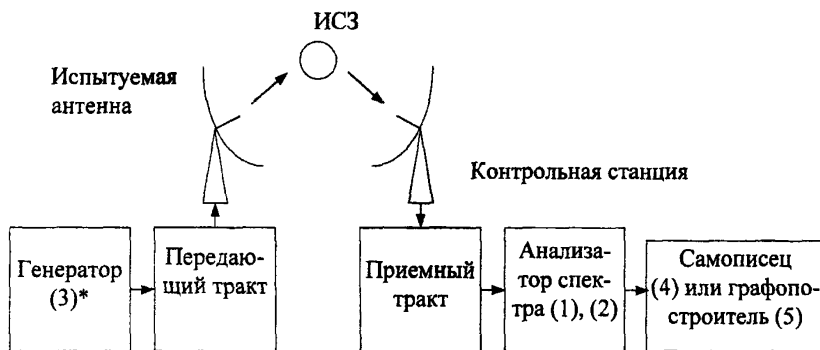 ИСЗ
Испытуемая
антенна
Контрольная станция
Генератор
(3)*
Передаю-
щий тракт
Приемный
тракт
Анализа-
тор спек-
тра (1), (2)
Самописец
(4) или графопо-
строитель (5)